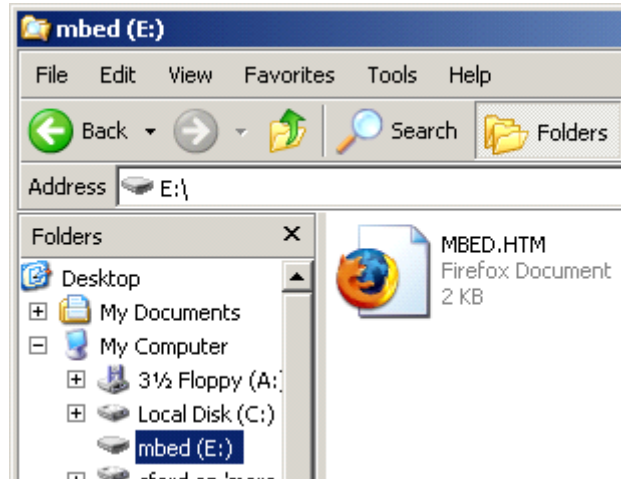 mbed (E:)
File Edit View Favorites Tools Help
Back Search Folders
Address E:\
Folders X
MBED.HTM
Firefox Document
2 KB
Desktop
My Documents
My Computer
3½ Floppy (A:)
Local Disk (C:)
mbed (E:)